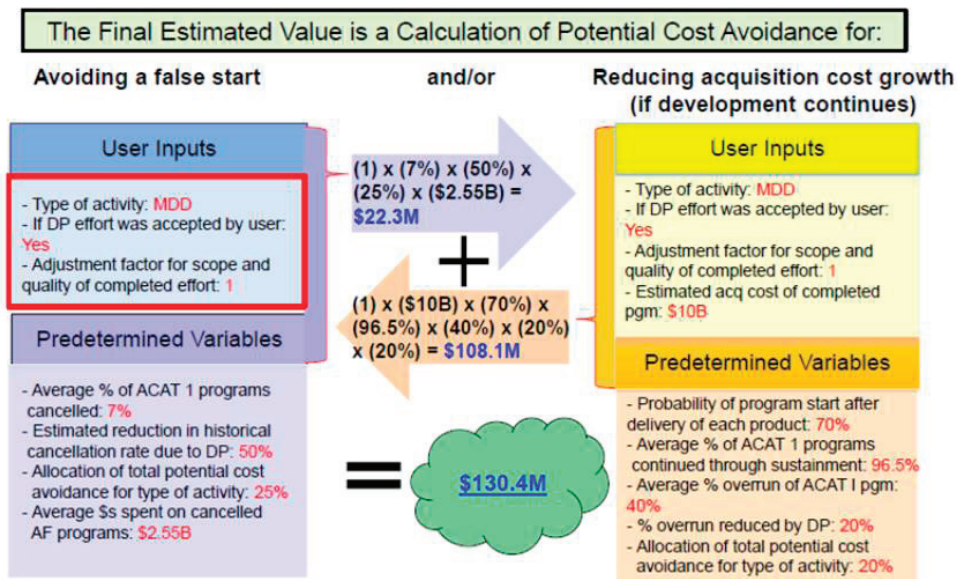 The Final Estimated Value is a Calculation of Potential Cost Avoidance for:
Avoiding a false start
and/or
Reducing acquisition cost growth
(if development continues)
User Inputs
- Type of activity: MDD
- If DP effort was accepted by user:
Yes
- Adjustment factor for scope and
quality of completed effort: 1
Predetermined Variables
- Average % of ACAT 1 programs
cancelled: 7%
- Estimated reduction in historical
cancellation rate due to DP: 50%
- Allocation of total potential cost
avoidance for type of activity: 25%
- Average $s spent on cancelled
AF programs: $2.55B
(1) x (7%) x (50%) x
(25%) x ($2.55B) =
$22.3M
+
(1) x ($10B) x (70%) x
(96.5%) x (40%) x (20%)
x (20%) = $108.1M
=
$130.4M
User Inputs
- Type of activity: MDD
- If DP effort was accepted by user:
Yes
- Adjustment factor for scope and
quality of completed effort: 1
- Estimated acq cost of completed
pgm: $10B
Predetermined Variables
- Probability of program start after
delivery of each product: 70%
- Average % of ACAT 1 programs
continued through sustainment: 96.5%
- Average % overrun of ACAT I pgm:
40%
- % overrun reduced by DP: 20%
- Allocation of total potential cost
avoidance for type of activity: 20%